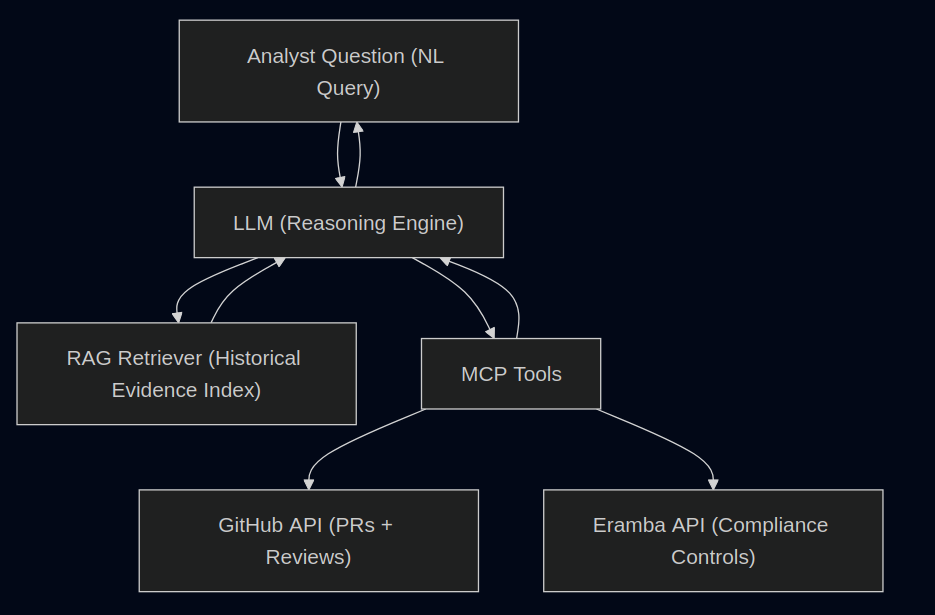 Analyst Question (NL
Query)
LLM (Reasoning Engine)
RAG Retriever (Historical
Evidence Index)
MCP Tools
GitHub API (PRs +
Reviews)
Eramba API (Compliance
Controls)